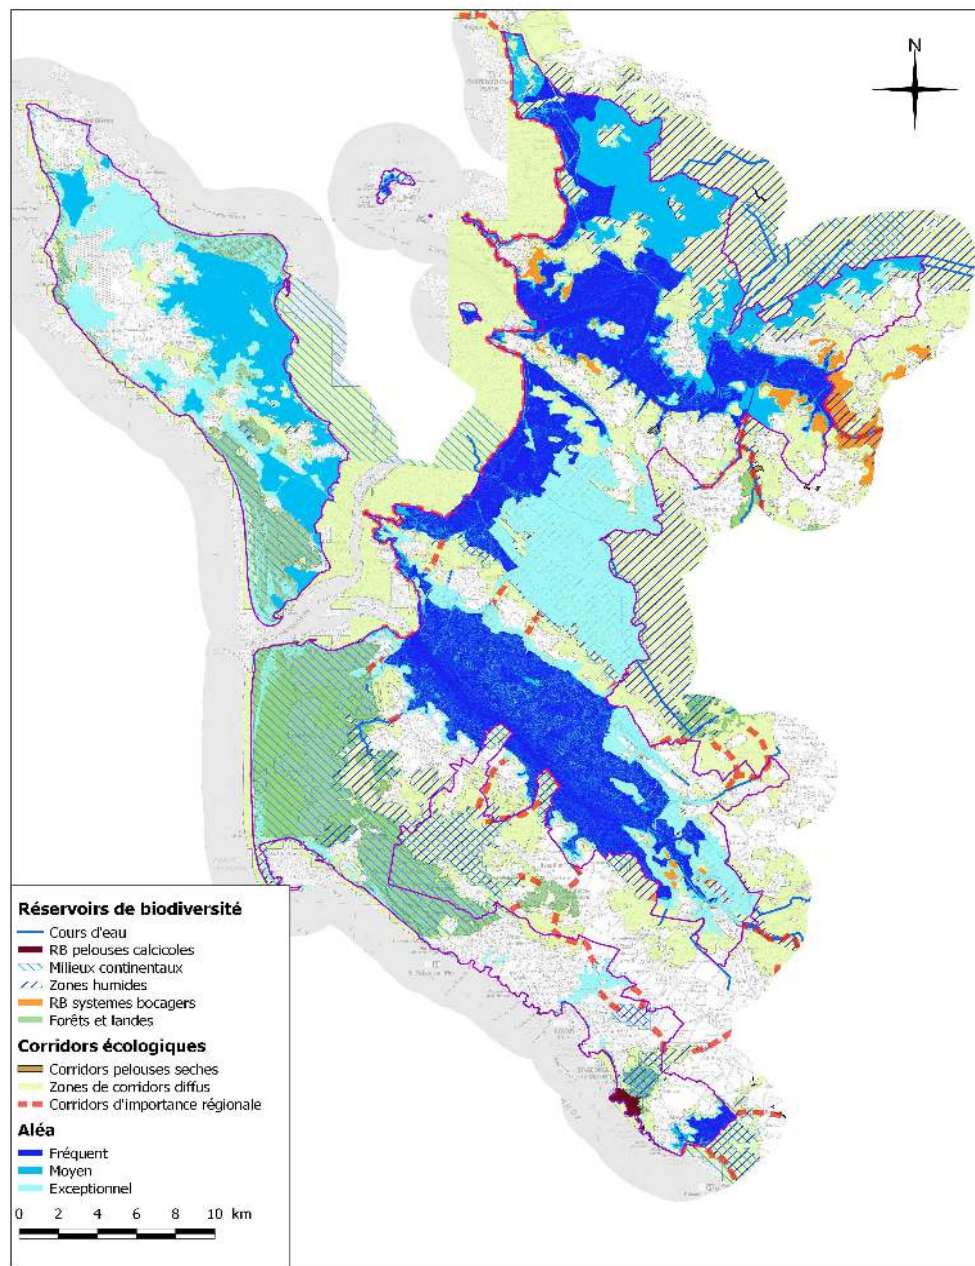 N
Réservoirs de biodiversité
Cours d'eau
RB pelouses calcicoles
Milieux continentaux
Zones humides
RB systemes bocagers
Forêts et landes
Corridors écologiques
Corridors pelouses seches
Zones de corridors diffus
Corridors d'importance régionale
Aléa
Fréquent
Moyen
Exceptionnel
0 2 4 6 8 10 km